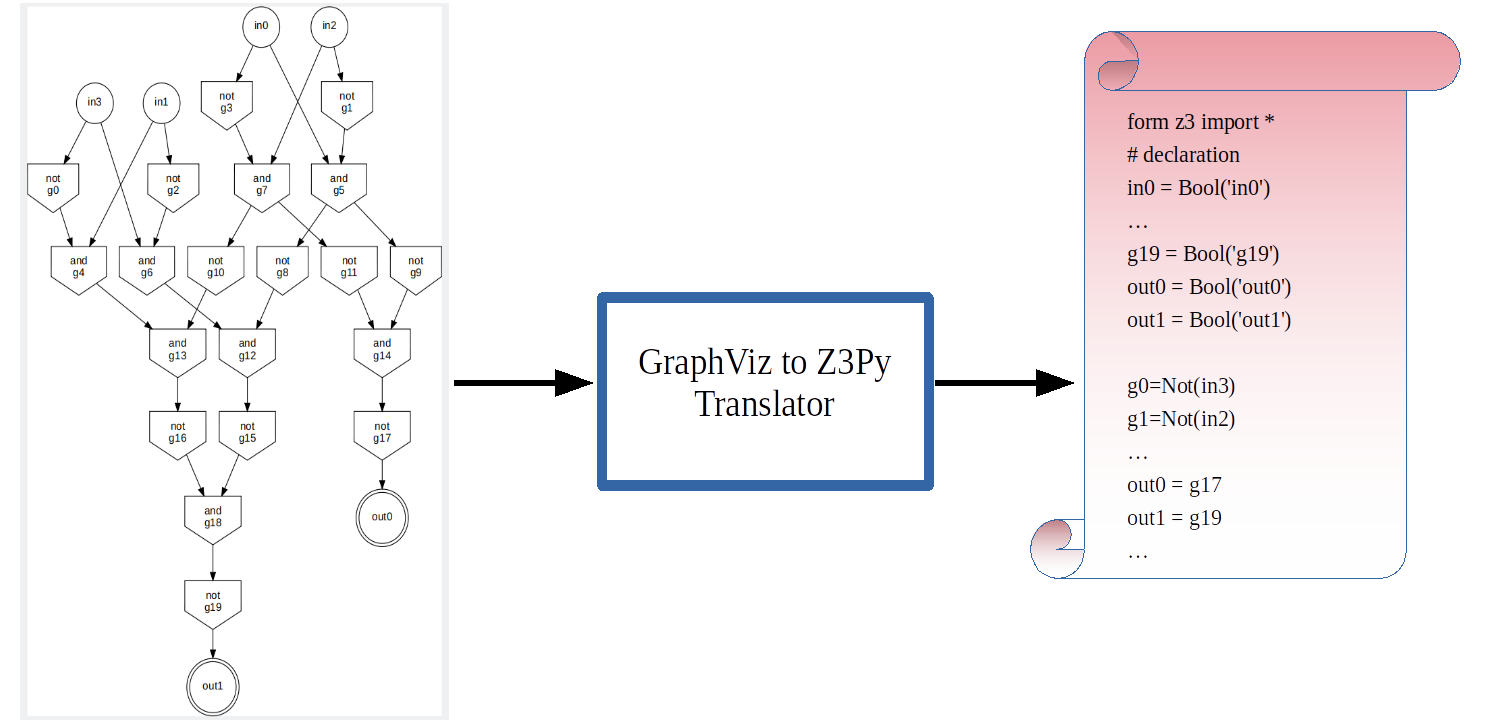 in0
in2
in3
in1
not
g3
not
g1
not
g0
not
g2
and
g7
and
g5
and
g4
and
g6
not
g10
not
g8
not
g11
not
g9
and
g13
and
g12
and
g14
not
g16
not
g15
not
g17
and
g18
out0
not
g19
out1
GraphViz to Z3Py
Translator
form z3 import *
# declaration
in0 = Bool('in0')
...
g19 = Bool('g19')
out0 = Bool('out0')
out1 = Bool('out1')
g0=Not(in3)
g1=Not(in2)
...
out0 = g17
out1 = g19
...